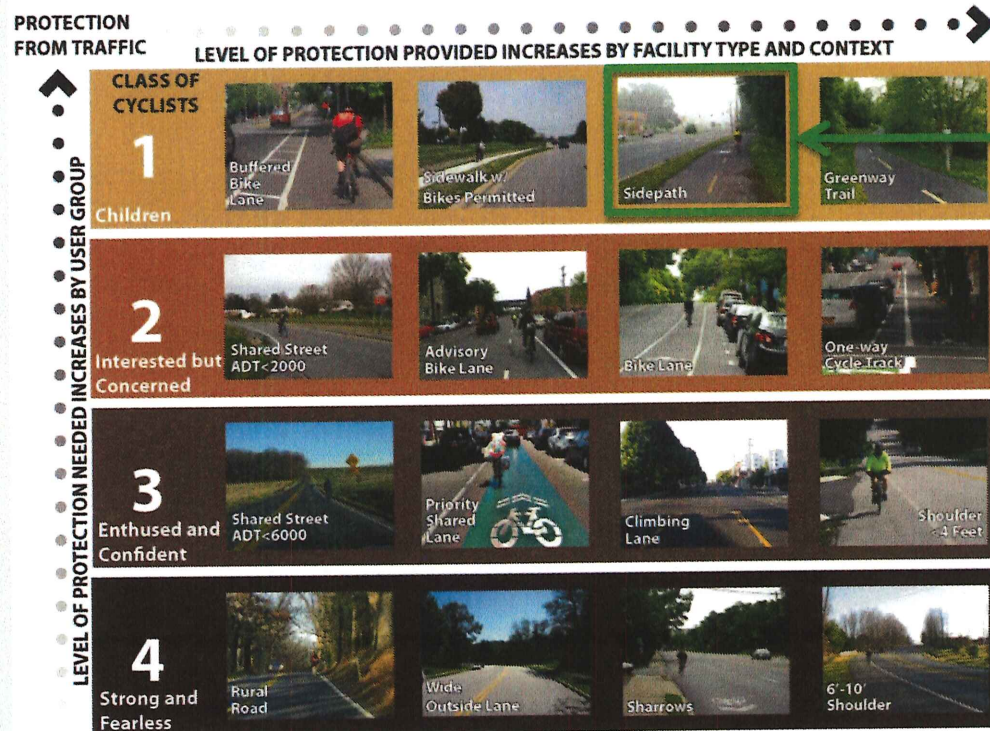 PROTECTION
FROM TRAFFIC
LEVEL OF PROTECTION PROVIDED INCREASES BY FACILITY TYPE AND CONTEXT
LEVEL OF PROTECTION NEEDED INCREASES BY USER GROUP
CLASS OF
CYCLISTS
1
Children
Buffered
Bike
Lane
Sidewalk w/
Bikes Permitted
Sidepath
Greenway
Trail
2
Interested but
Concerned
Shared Street
ADT<2000
Advisory
Bike Lane
Bike Lane
One-way
Cycle Track
3
Enthused and
Confident
Shared Street
ADT<6000
Priority
Shared
Lane
Climbing
Lane
Shoulder
<4 Feet
4
Strong and
Fearless
Rural
Road
Wide
Outside Lane
Sharrows
6'-10'
Shoulder